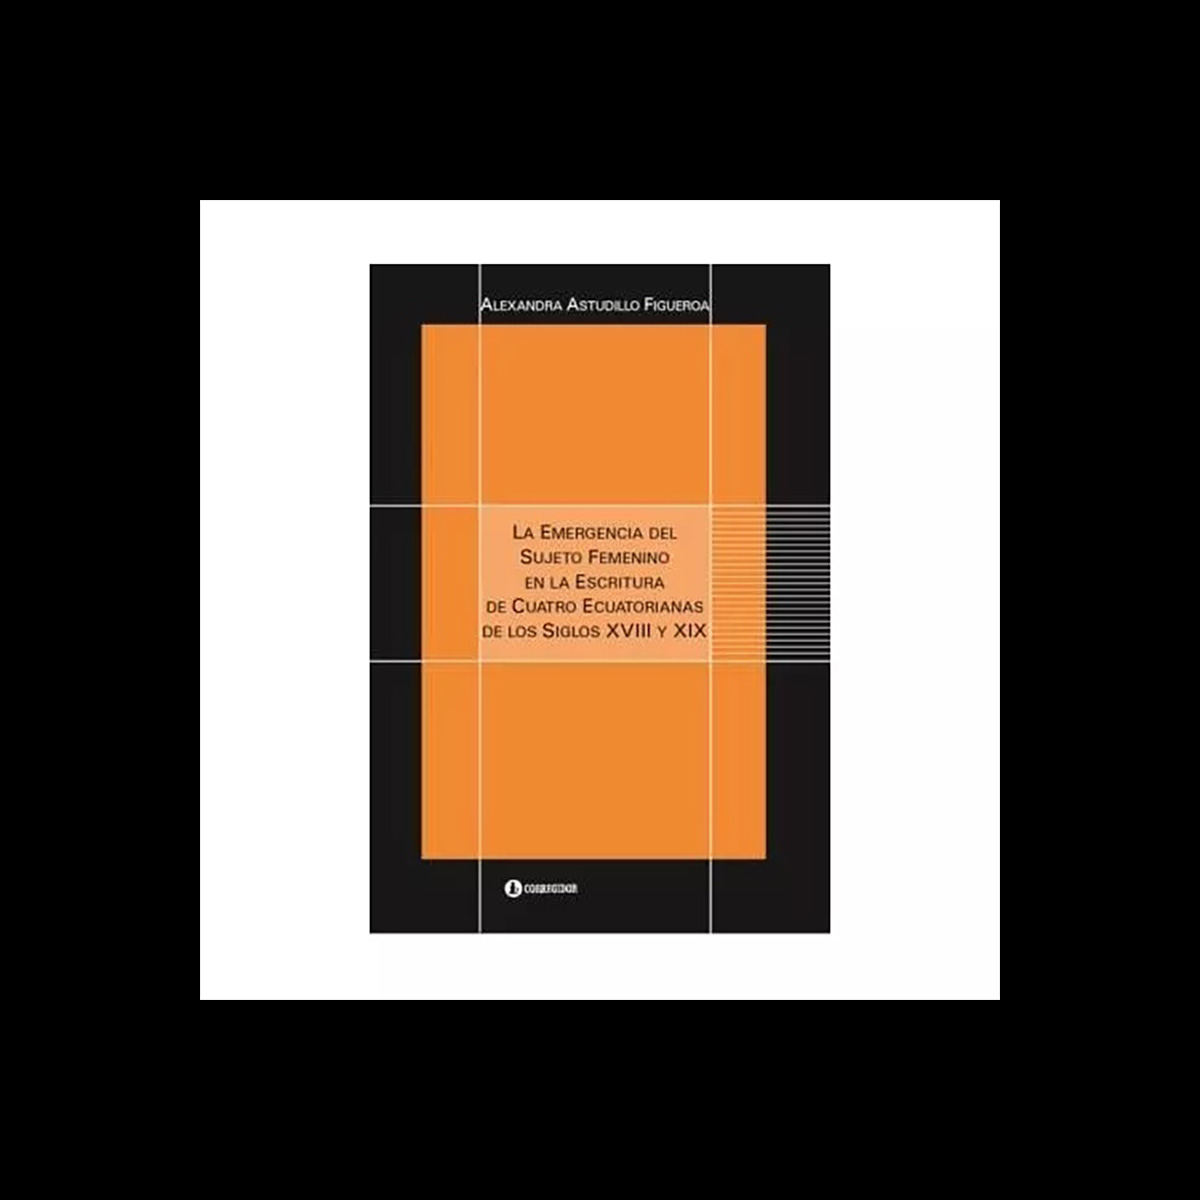 Alexandra Astudillo Figueroa
La Emergencia del
Sujeto Femenino
en la Escritura
de Cuatro Ecuatorianas
de los Siglos XVIII y XIX
CORREGIDOR